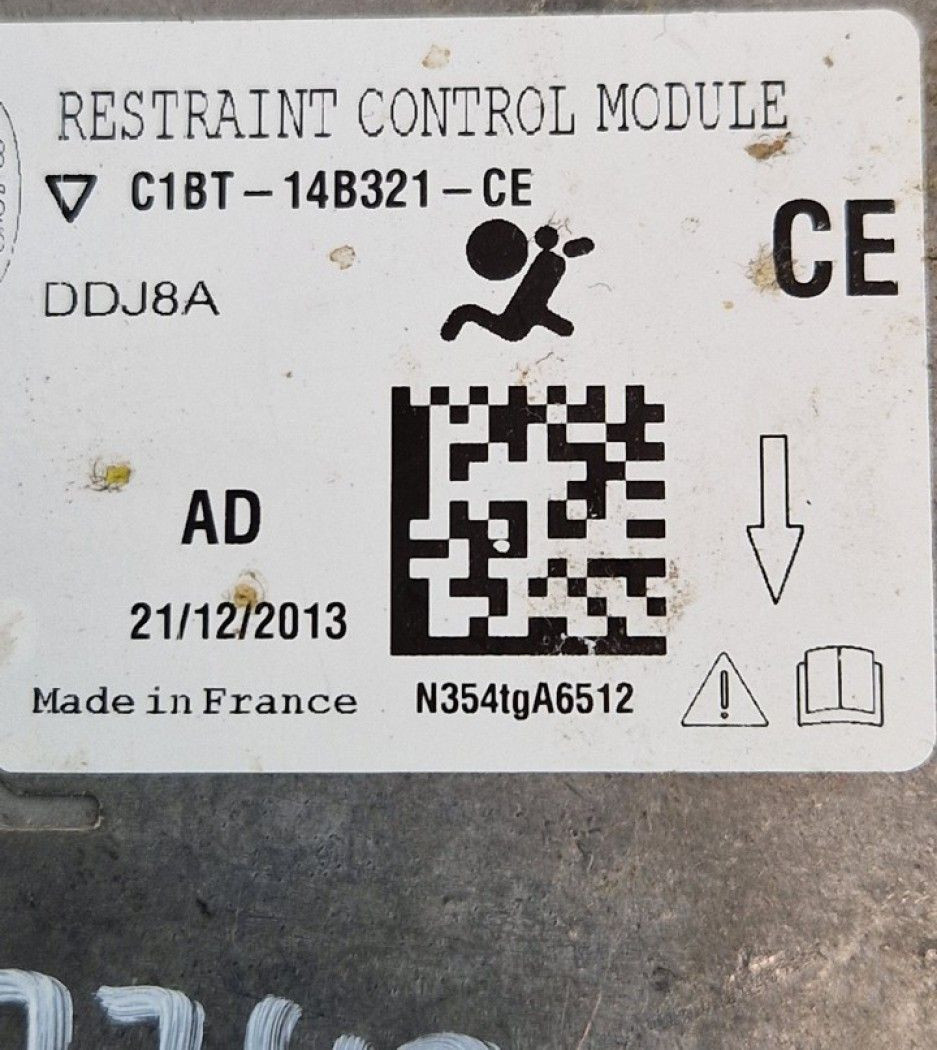 RESTRAINT CONTROL MODULE
C1BT-14B321-CE
CE
DDJ8A
AD
21/12/2013
Made in France
N354tgA6512